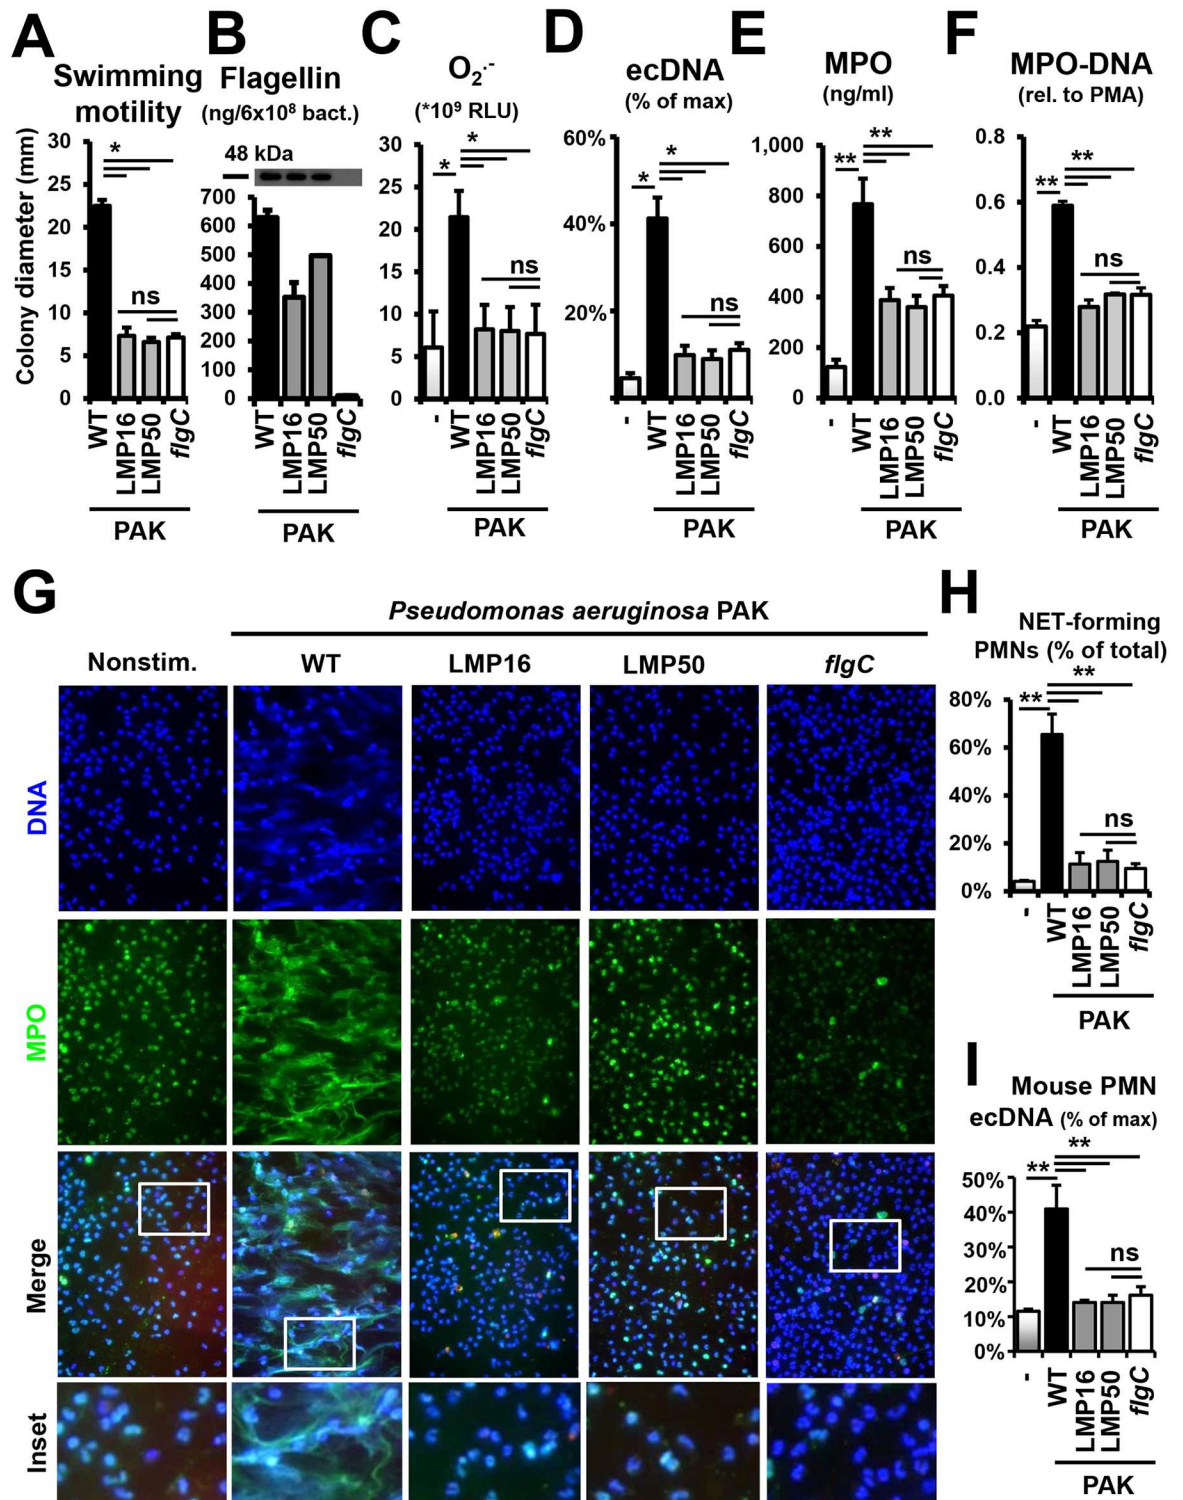 A
Swimming
motility
Colony diameter (mm)
30
25
20
15
10
5
0
*
ns
WT
LMP16
LMP50
flgC
PAK
B
Flagellin
(ng/6x10⁸ bact.)
48 kDa
700
600
500
400
300
200
100
0
WT
LMP16
LMP50
flgC
PAK
C
O₂·-
(*10⁹ RLU)
30
25
20
15
10
5
0
*
*
ns
-
WT
LMP16
LMP50
flgC
PAK
D
ecDNA
(% of max)
60%
40%
20%
*
*
ns
-
WT
LMP16
LMP50
flgC
PAK
E
MPO
(ng/ml)
1,000
800
600
400
200
0
**
**
ns
-
WT
LMP16
LMP50
flgC
PAK
F
MPO-DNA
(rel. to PMA)
0.8
0.6
0.4
0.2
0.0
**
**
ns
-
WT
LMP16
LMP50
flgC
PAK
G
Pseudomonas aeruginosa PAK
Nonstim. WT LMP16 LMP50 flgC
DNA
MPO
Merge
Inset
H
NET-forming
PMNs (% of total)
80%
60%
40%
20%
0%
**
**
ns
-
WT
LMP16
LMP50
flgC
PAK
I
Mouse PMN
ecDNA (% of max)
50%
40%
30%
20%
10%
0%
**
**
ns
-
WT
LMP16
LMP50
flgC
PAK